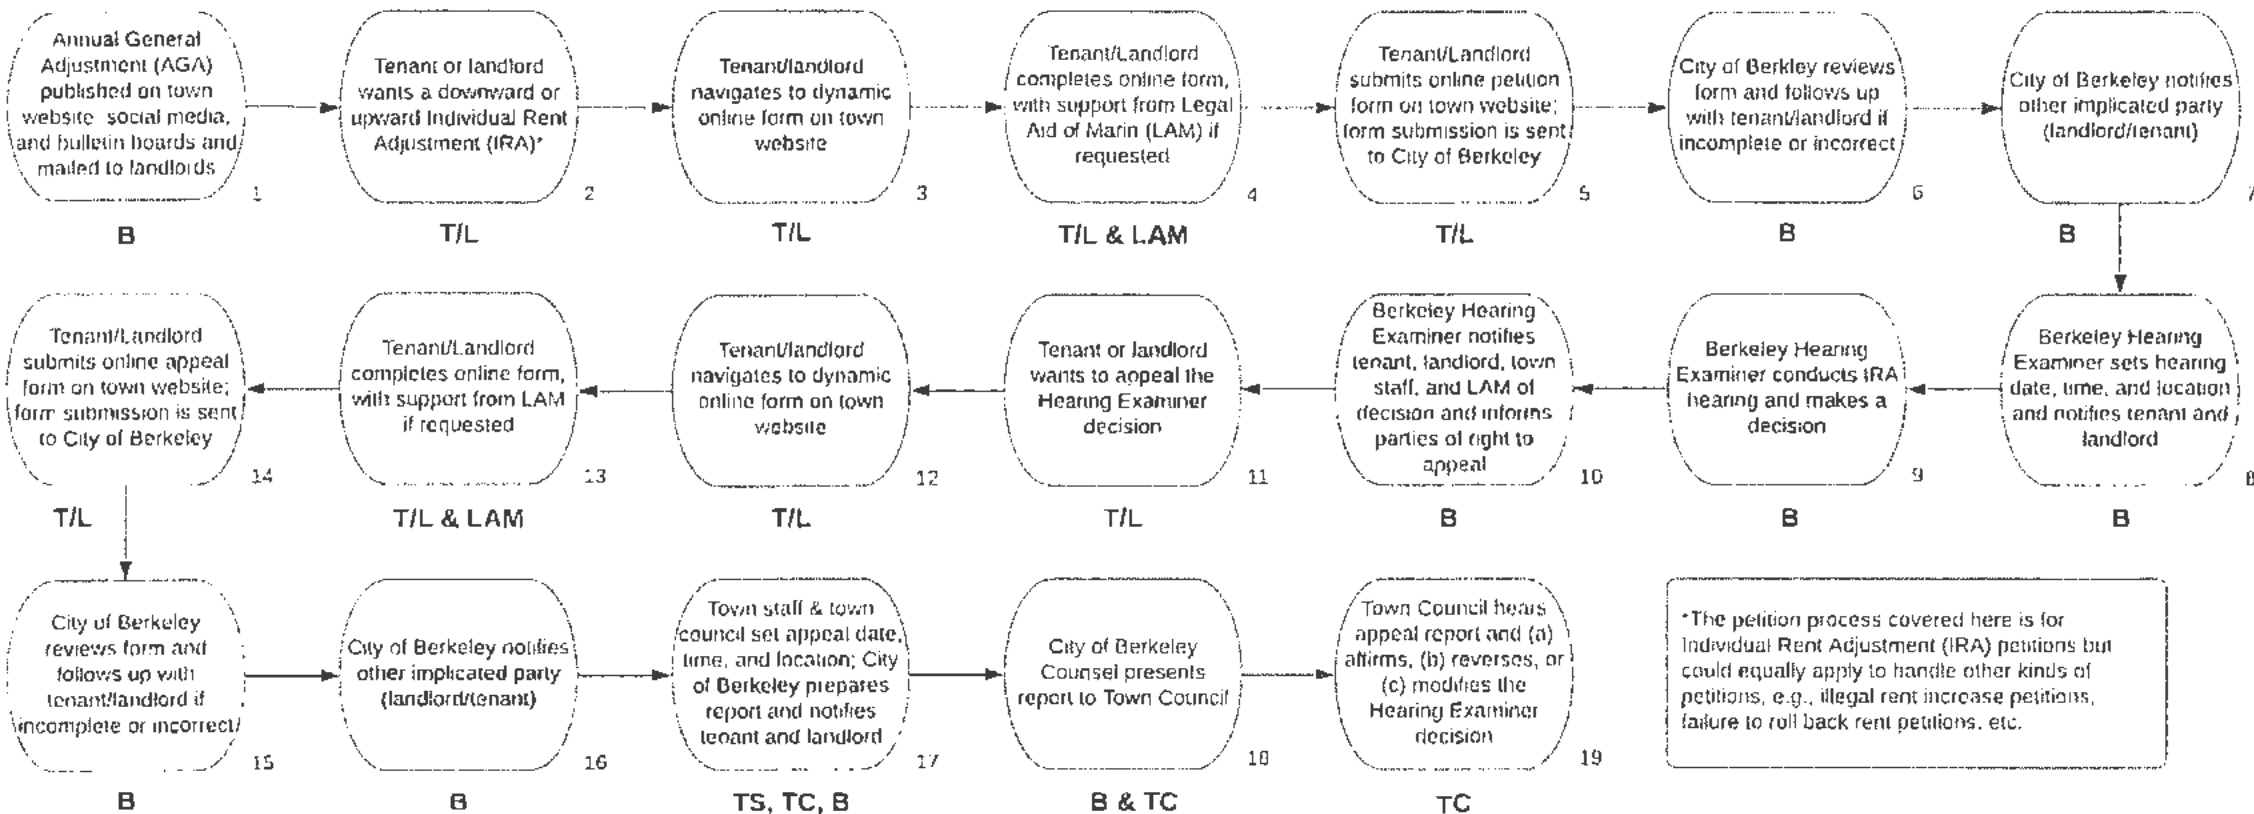 Annual General
Adjustment (AGA)
published on town
website, social media,
and bulletin boards and
mailed to landlords
1
B
Tenant or landlord
wants a downward or
upward Individual Rent
Adjustment (IRA)*
2
T/L
Tenant/landlord
navigates to dynamic
online form on town
website
3
T/L
Tenant/Landlord
completes online form,
with support from Legal
Aid of Marin (LAM) if
requested
4
T/L & LAM
Tenant/Landlord
submits online petition
form on town website;
form submission is sent
to City of Berkeley
5
T/L
City of Berkley reviews
form and follows up
with tenant/landlord if
incomplete or incorrect
6
B
City of Berkeley notifies
other implicated party
(landlord/tenant)
7
B
Berkeley Hearing
Examiner sets hearing
date, time, and location
and notifies tenant and
landlord
8
B
Berkeley Hearing
Examiner conducts IRA
hearing and makes a
decision
9
B
Berkeley Hearing
Examiner notifies
tenant, landlord, town
staff, and LAM of
decision and informs
parties of right to
appeal
10
B
Tenant or landlord
wants to appeal the
Hearing Examiner
decision
11
T/L
Tenant/landlord
navigates to dynamic
online form on town
website
12
T/L
Tenant/Landlord
completes online form,
with support from LAM
if requested
13
T/L & LAM
Tenant/Landlord
submits online appeal
form on town website;
form submission is sent
to City of Berkeley
14
T/L
City of Berkeley
reviews form and
follows up with
tenant/landlord if
incomplete or incorrect
15
B
City of Berkeley notifies
other implicated party
(landlord/tenant)
16
B
Town staff & town
council set appeal date,
time, and location; City
of Berkeley prepares
report and notifies
tenant and landlord
17
TS, TC, B
City of Berkeley
Counsel presents
report to Town Council
18
B & TC
Town Council hears
appeal report and (a)
affirms, (b) reverses, or
(c) modifies the
Hearing Examiner
decision
19
TC
*The petition process covered here is for
Individual Rent Adjustment (IRA) petitions but
could equally apply to handle other kinds of
petitions, e.g., illegal rent increase petitions,
failure to roll back rent petitions, etc.